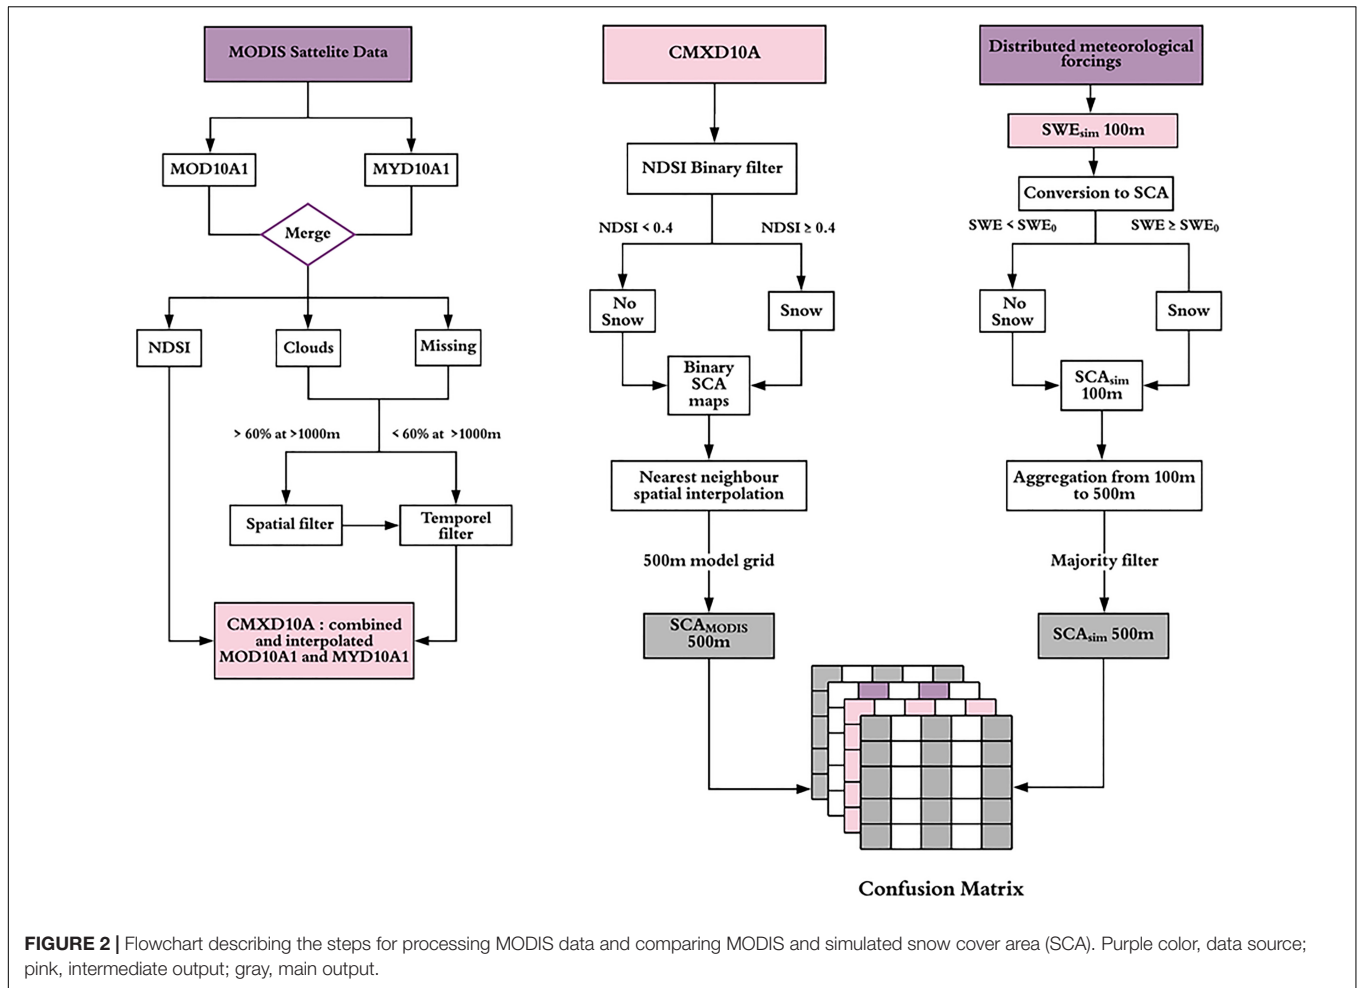 MODIS Sattelite Data
MOD10A1
MYD10A1
Merge
NDSI
Clouds
Missing
> 60% at >1000m
< 60% at >1000m
Spatial filter
Temporel
filter
CMXD10A : combined
and interpolated
MOD10A1 and MYD10A1
CMXD10A
NDSI Binary filter
NDSI < 0.4
NDSI ≥ 0.4
No
Snow
Snow
Binary
SCA
maps
Nearest neighbour
spatial interpolation
500m model grid
SCAMODIS
500m
Distributed meteorological
forcings
SWEsim 100m
Conversion to SCA
SWE < SWE0
SWE ≥ SWE0
No
Snow
Snow
SCAsim
100m
Aggregation from 100m
to 500m
Majority filter
SCAsim 500m
Confusion Matrix
FIGURE 2 | Flowchart describing the steps for processing MODIS data and comparing MODIS and simulated snow cover area (SCA). Purple color, data source;
pink, intermediate output; gray, main output.